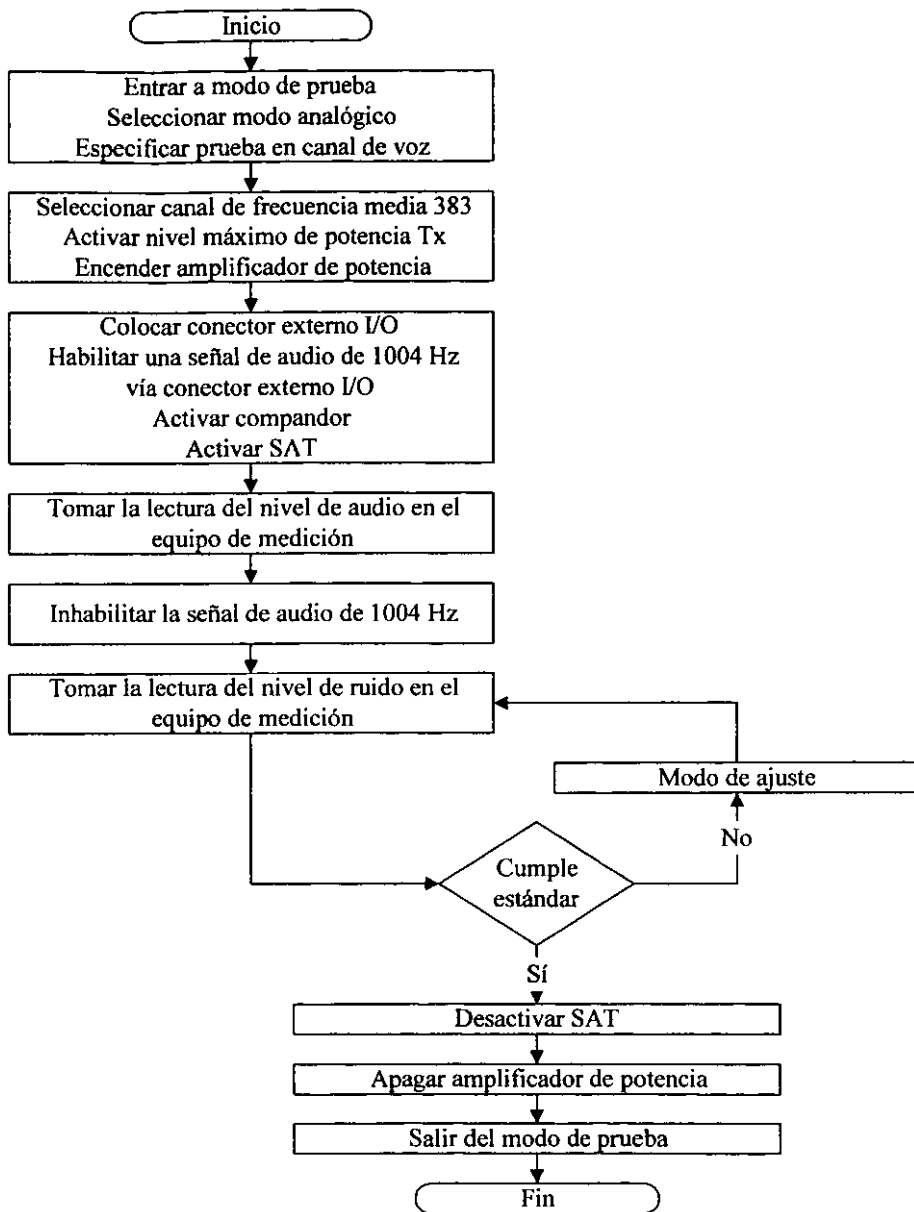 Inicio
Entrar a modo de prueba
Seleccionar modo analógico
Especificar prueba en canal de voz
Seleccionar canal de frecuencia media 383
Activar nivel máximo de potencia Tx
Encender amplificador de potencia
Colocar conector externo I/O
Habilitar una señal de audio de 1004 Hz
vía conector externo I/O
Activar compandor
Activar SAT
Tomar la lectura del nivel de audio en el
equipo de medición
Inhabilitar la señal de audio de 1004 Hz
Tomar la lectura del nivel de ruido en el
equipo de medición
Modo de ajuste
No
Cumple
estándar
Sí
Desactivar SAT
Apagar amplificador de potencia
Salir del modo de prueba
Fin